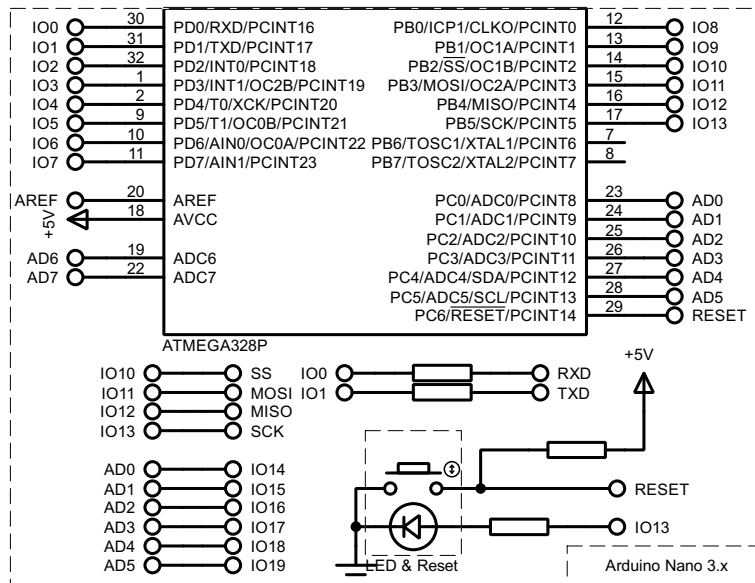 IO0 30 PD0/RXD/PCINT16 PB0/ICP1/CLKO/PCINT0 12 IO8
IO1 31 PD1/TXD/PCINT17 PB1/OC1A/PCINT1 13 IO9
IO2 32 PD2/INT0/PCINT18 PB2/SS/OC1B/PCINT2 14 IO10
IO3 1 PD3/INT1/OC2B/PCINT19 PB3/MOSI/OC2A/PCINT3 15 IO11
IO4 2 PD4/T0/XCK/PCINT20 PB4/MISO/PCINT4 16 IO12
IO5 9 PD5/T1/OC0B/PCINT21 PB5/SCK/PCINT5 17 IO13
IO6 10 PD6/AIN0/OC0A/PCINT22 PB6/TOSC1/XTAL1/PCINT6 7
IO7 11 PD7/AIN1/PCINT23 PB7/TOSC2/XTAL2/PCINT7 8
AREF 20 AREF PC0/ADC0/PCINT8 23 AD0
+5V 18 AVCC PC1/ADC1/PCINT9 24 AD1
PC2/ADC2/PCINT10 25 AD2
AD6 19 ADC6 PC3/ADC3/PCINT11 26 AD3
AD7 22 ADC7 PC4/ADC4/SDA/PCINT12 27 AD4
PC5/ADC5/SCL/PCINT13 28 AD5
PC6/RESET/PCINT14 29 RESET
ATMEGA328P
+5V
IO10 SS IO0 RXD
IO11 MOSI IO1 TXD
IO12 MISO
IO13 SCK
AD0 IO14
AD1 IO15 RESET
AD2 IO16
AD3 IO17 IO13
AD4 IO18
AD5 IO19 LED & Reset Arduino Nano 3.x